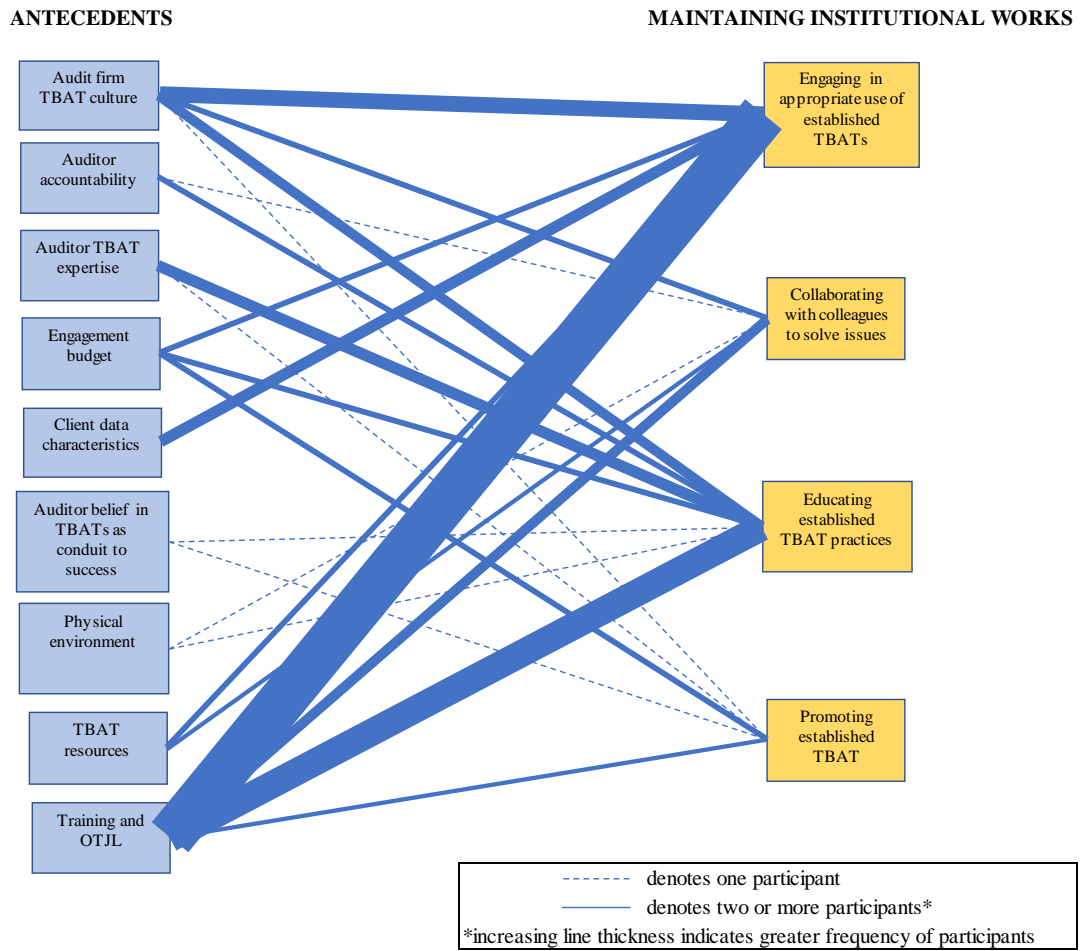 ANTECEDENTS
MAINTAINING INSTITUTIONAL WORKS
Audit firm
TBAT culture
Auditor
accountability
Auditor TBAT
expertise
Engagement
budget
Client data
characteristics
Auditor belief in
TBATs as
conduit to
success
Physical
environment
TBAT
resources
Training and
OTJL
Engaging in
appropriate use of
established
TBATs
Collaborating
with colleagues
to solve issues
Educating
established
TBAT practices
Promoting
established
TBAT
denotes one participant
denotes two or more participants*
*increasing line thickness indicates greater frequency of participants